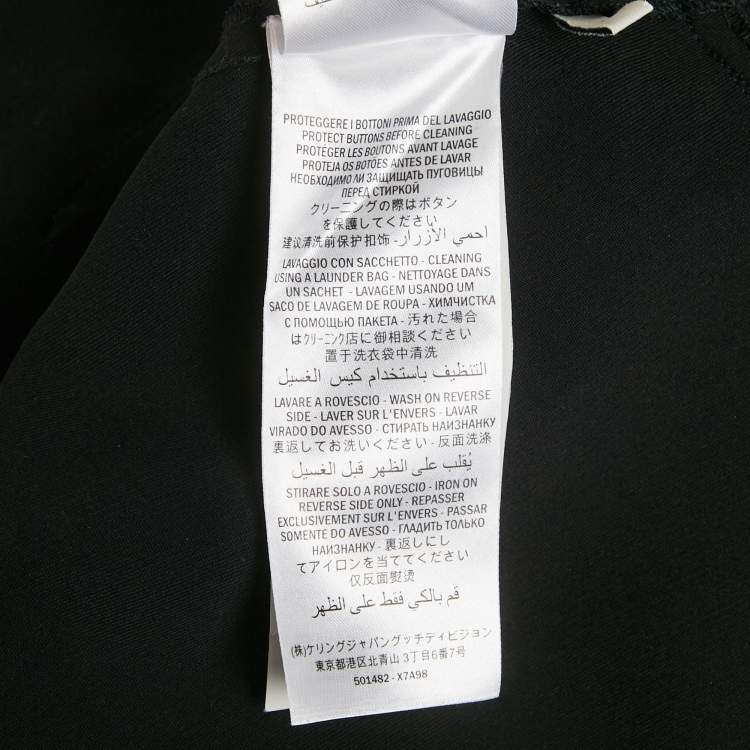 PROTEGGERE I BOTTONI PRIMA DEL LAVAGGIO
PROTECT BUTTONS BEFORE CLEANING
PROTÉGER LES BOUTONS AVANT LAVAGE
PROTEJA OS BOTÕES ANTES DE LAVAR
НЕОБХОДИМО ЛИ ЗАЩИЩАТЬ ПУГОВИЦЫ
ПЕРЕД СТИРКОЙ
クリーニングの際はボタン
を保護してください
建议清洗前保护扣饰 - احمي الازرار
LAVAGGIO CON SACCHETTO - CLEANING
USING A LAUNDER BAG - NETTOYAGE DANS
UN SACHET - LAVAGEM USANDO UM
SACO DE LAVAGEM DE ROUPA - ХИМЧИСТКА
С ПОМОЩЬЮ ПАКЕТА - 汚れた場合
はクリーニング店に御相談ください
置于洗衣袋中清洗
التنظيف باستخدام كيس الغسيل
LAVARE A ROVESCIO - WASH ON REVERSE
SIDE - LAVER SUR L'ENVERS - LAVAR
VIRADO DO AVESSO - СТИРАТЬ НАИЗНАНКУ
裏返してお洗いください - 反面洗涤
يُقلب على الظهر قبل الغسيل
STIRARE SOLO A ROVESCIO - IRON ON
REVERSE SIDE ONLY - REPASSER
EXCLUSIVEMENT SUR L'ENVERS - PASSAR
SOMENTE DO AVESSO - ГЛАДИТЬ ТОЛЬКО
НАИЗНАНКУ - 裏返しにし
てアイロンを当ててください
仅反面熨烫
قم بالكي فقط على الظهر
(株)ケリングジャパングッチディビジョン
東京都港区北青山 3丁目6番7号
501482 - X7A98